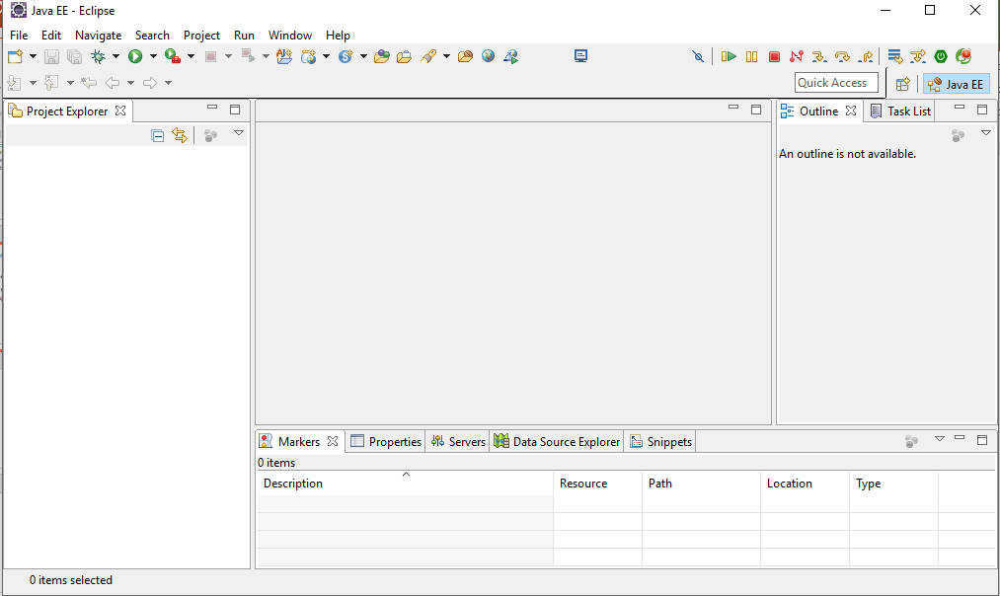 Java EE - Eclipse
File Edit Navigate Search Project Run Window Help
Quick Access
Java EE
Project Explorer
Outline
Task List
An outline is not available.
Markers
Properties
Servers
Data Source Explorer
Snippets
0 items
Description Resource Path Location Type
0 items selected